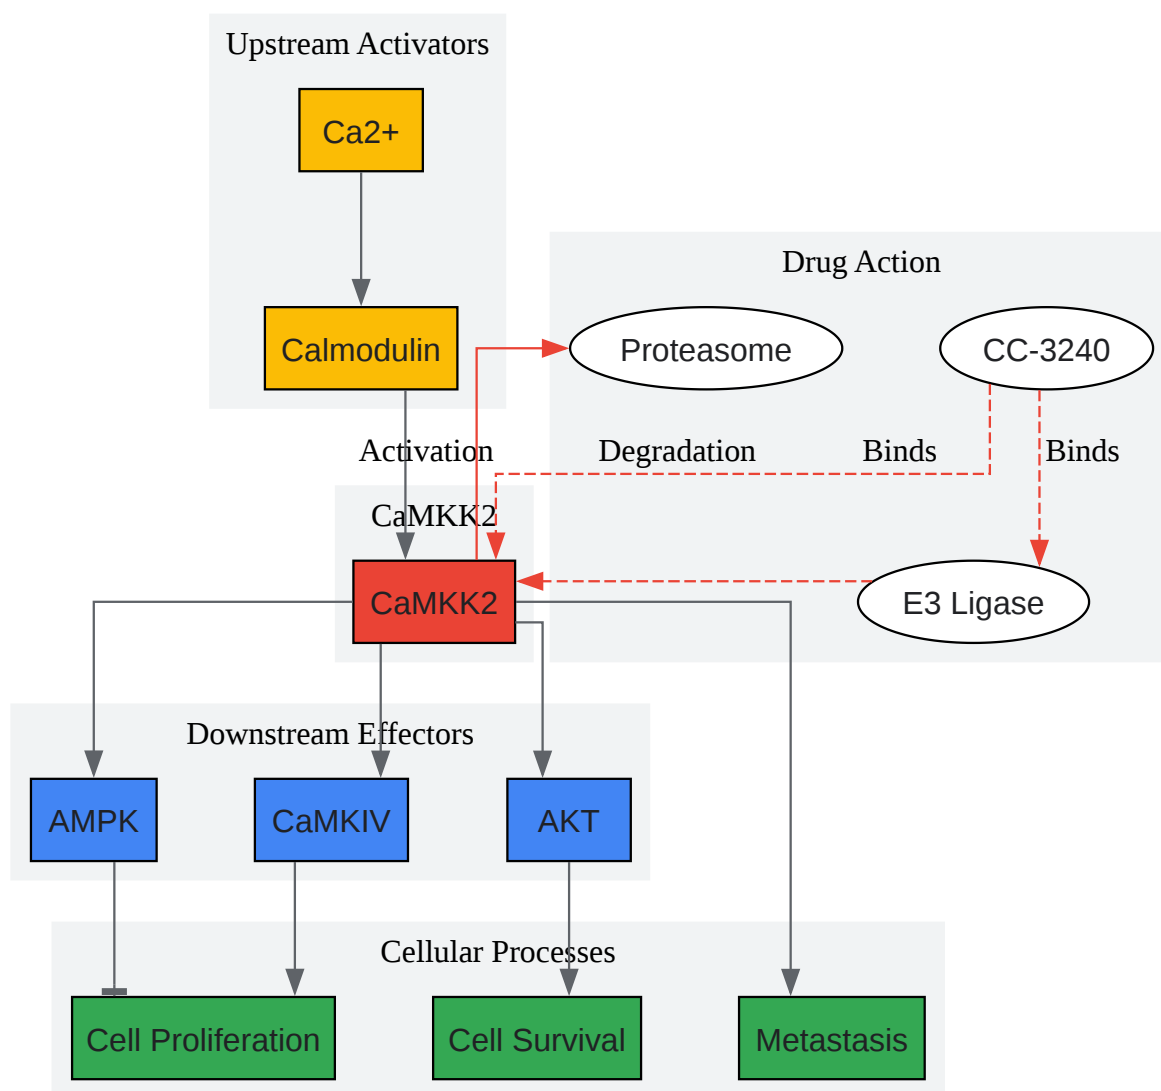 Upstream Activators
Ca2+
Drug Action
Calmodulin
Proteasome
CC-3240
Activation
Degradation
Binds
Binds
CaMKK2
CaMKK2
E3 Ligase
Downstream Effectors
AMPK
CaMKIV
AKT
Cellular Processes
Cell Proliferation
Cell Survival
Metastasis